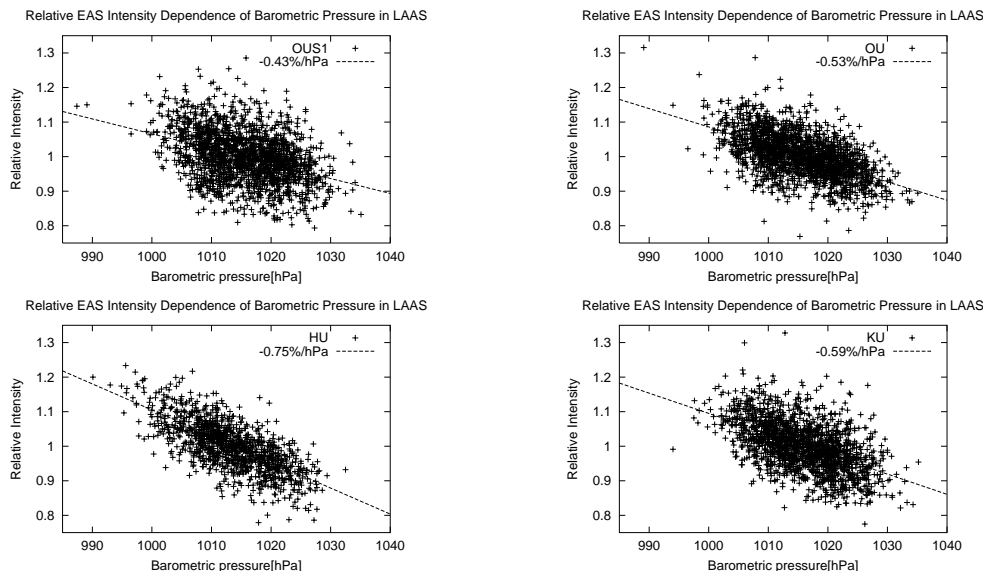 Relative EAS Intensity Dependence of Barometric Pressure in LAAS
OUS1
-0.43%/hPa
Relative Intensity
1.3
1.2
1.1
1
0.9
0.8
990 1000 1010 1020 1030 1040
Barometric pressure[hPa]
Relative EAS Intensity Dependence of Barometric Pressure in LAAS
OU
-0.53%/hPa
Relative Intensity
1.3
1.2
1.1
1
0.9
0.8
990 1000 1010 1020 1030 1040
Barometric pressure[hPa]
Relative EAS Intensity Dependence of Barometric Pressure in LAAS
HU
-0.75%/hPa
Relative Intensity
1.3
1.2
1.1
1
0.9
0.8
990 1000 1010 1020 1030 1040
Barometric pressure[hPa]
Relative EAS Intensity Dependence of Barometric Pressure in LAAS
KU
-0.59%/hPa
Relative Intensity
1.3
1.2
1.1
1
0.9
0.8
990 1000 1010 1020 1030 1040
Barometric pressure[hPa]